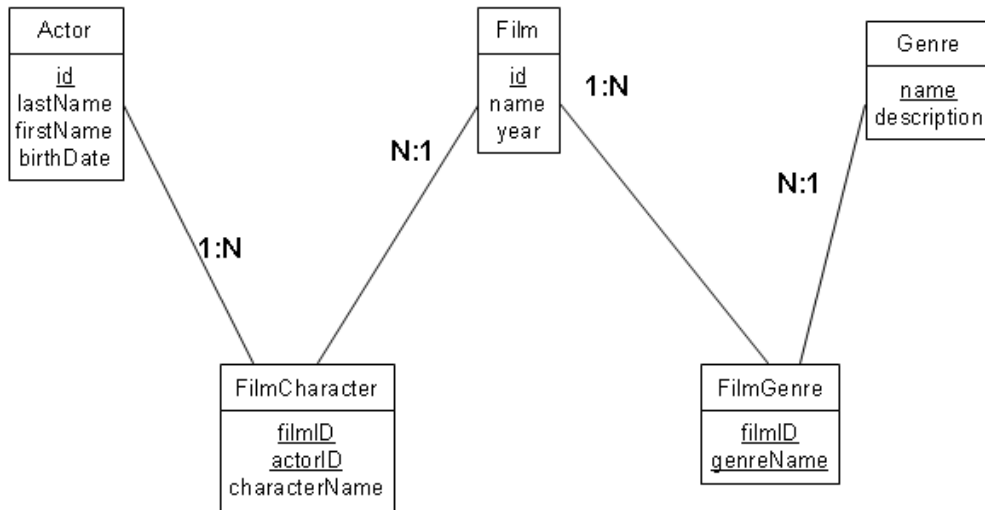 Actor
id
lastName
firstName
birthDate
Film
id
name
year
Genre
name
description
1:N
N:1
1:N
N:1
FilmCharacter
filmID
actorID
characterName
FilmGenre
filmID
genreName